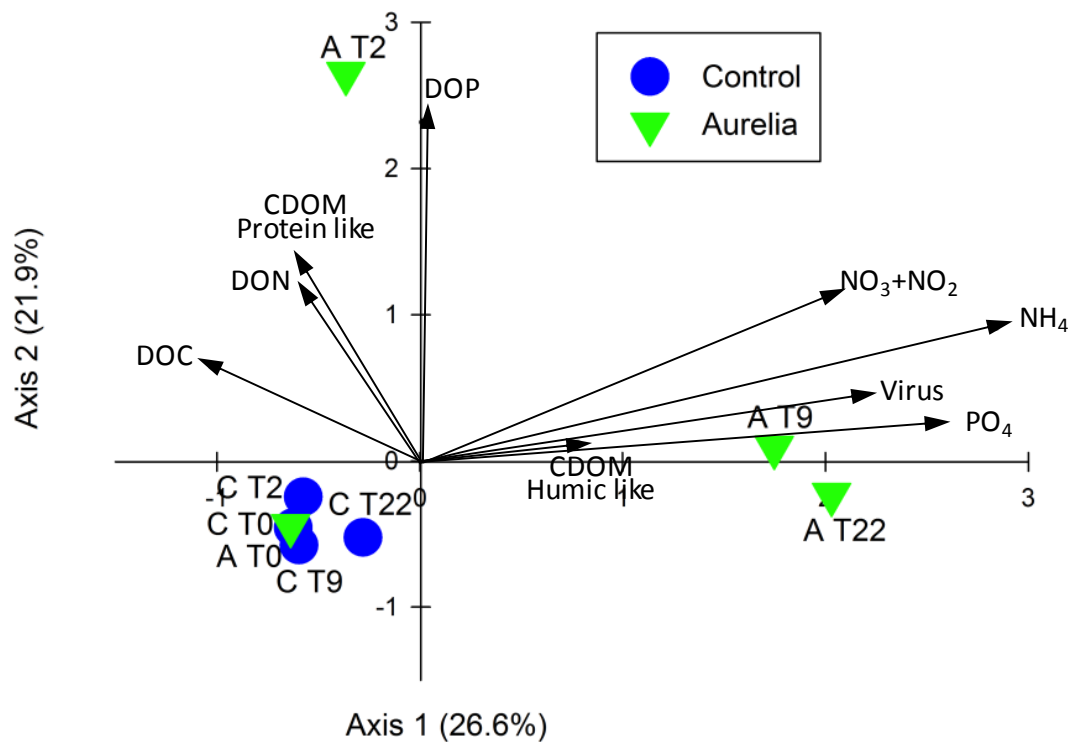 3
A T2
DOP
Control
Aurelia
2
CDOM
Protein like
DON
1
NO₃+NO₂
NH₄
DOC
Virus
A T9
PO₄
0
CDOM
Humic like
C T2
-1
C T22
0
1
2
3
C T0
A T22
A T0
C T9
-1
Axis 2 (21.9%)
Axis 1 (26.6%)